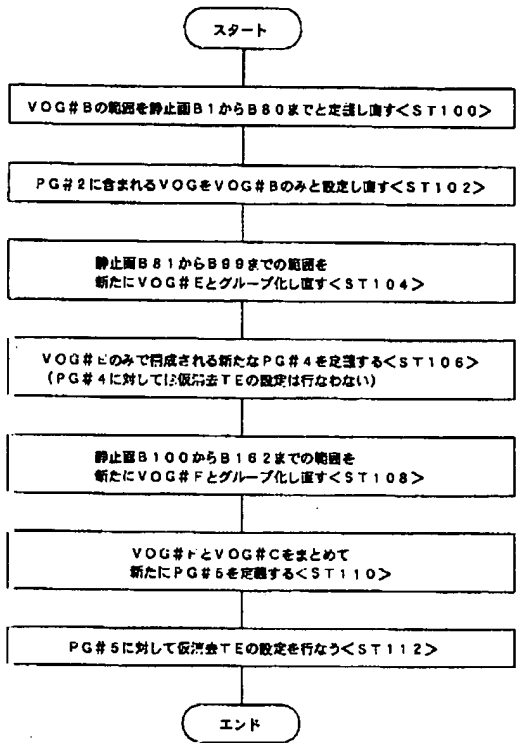 スタート
VOG#Bの範囲を静止画B1からB80までと定義し直す<ST100>
PG#2に含まれるVOGをVOG#Bのみと設定し直す<ST102>
静止画B81からB99までの範囲を
新たにVOG#Eとグループ化し直す<ST104>
VOG#Eのみで構成される新たなPG#4を定義する<ST106>
(PG#4に対しては仮消去TEの設定は行なわない)
静止画B100からB162までの範囲を
新たにVOG#Fとグループ化し直す<ST108>
VOG#FとVOG#Cをまとめて
新たにPG#5を定義する<ST110>
PG#5に対して仮消去TEの設定を行なう<ST112>
エンド